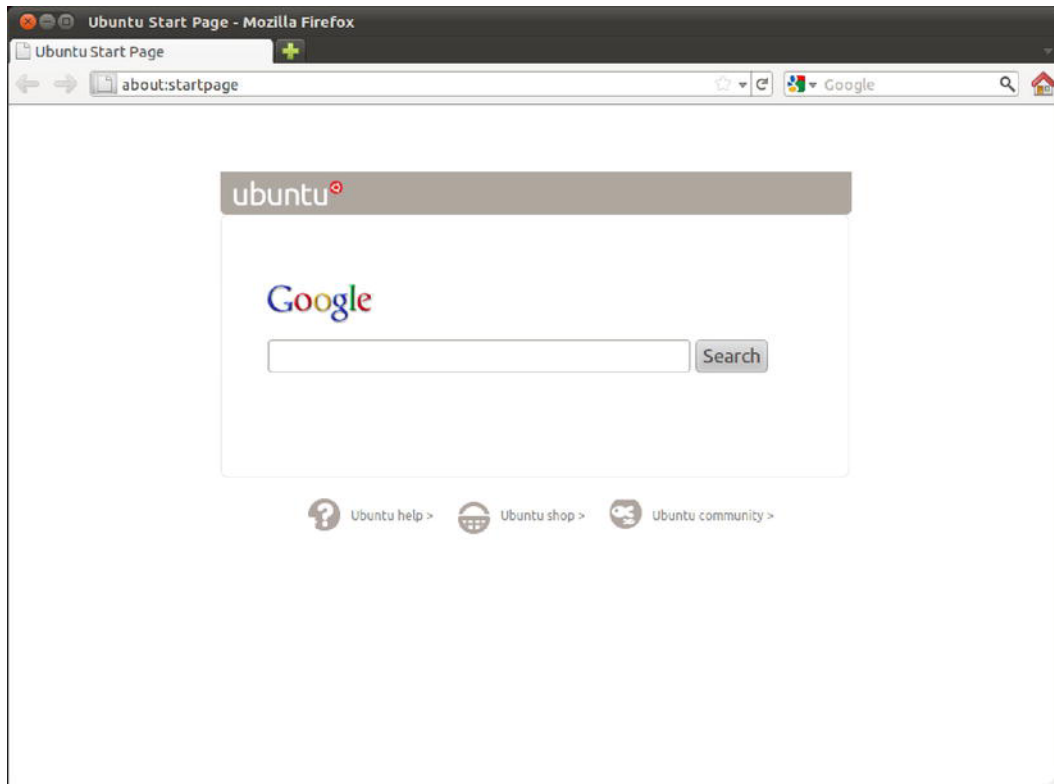 Ubuntu Start Page - Mozilla Firefox
Ubuntu Start Page
about:startpage
Google
ubuntu
Google
Search
Ubuntu help >
Ubuntu shop >
Ubuntu community >